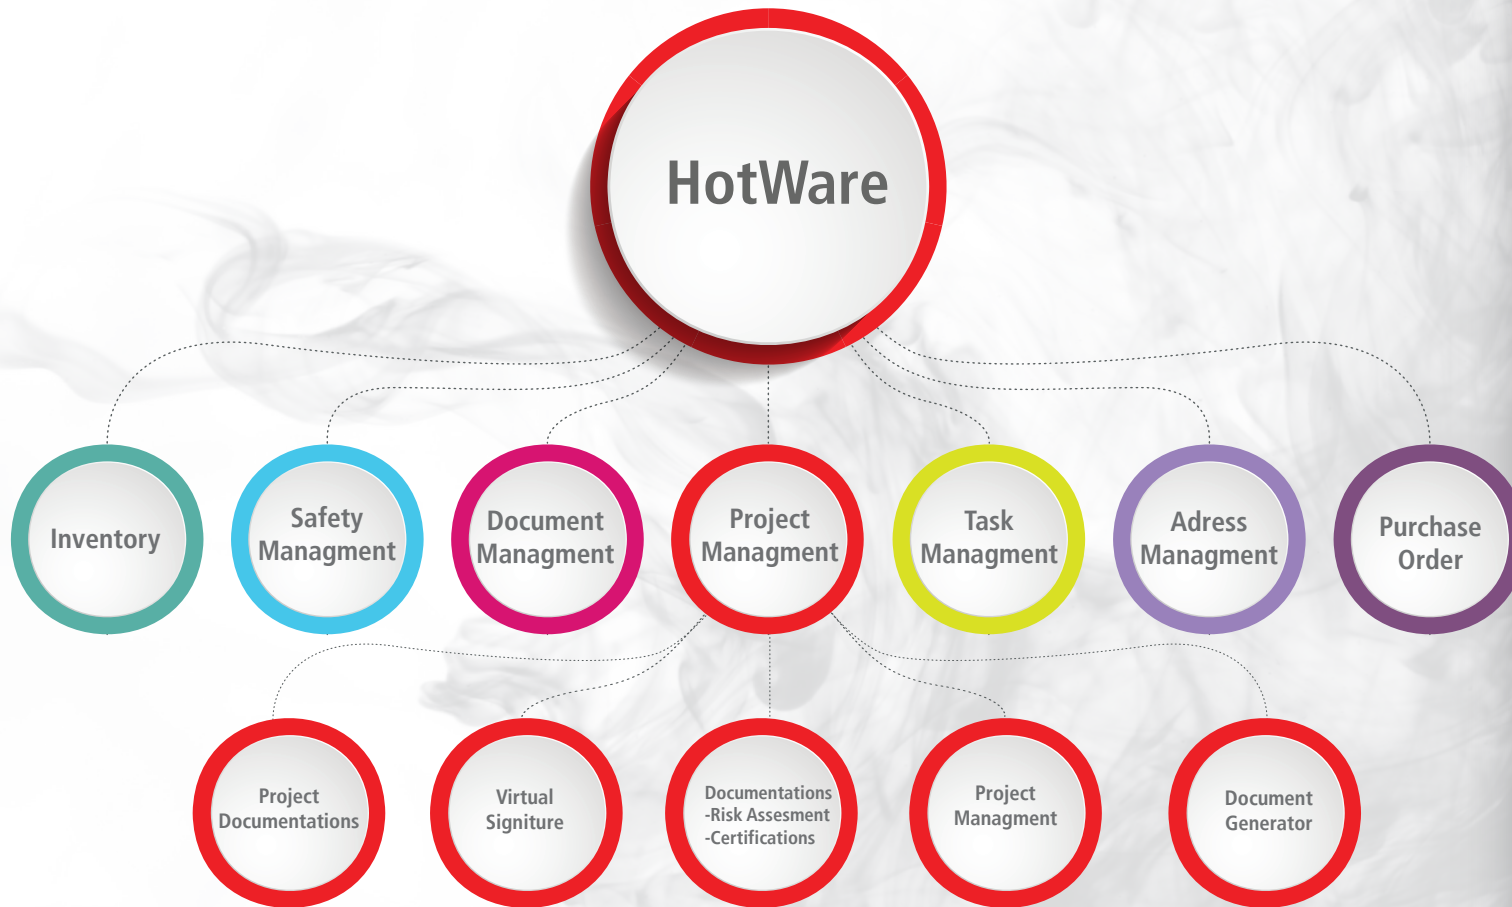 HotWare
Inventory
Safety
Managment
Document
Managment
Project
Managment
Task
Managment
Adress
Managment
Purchase
Order
Project
Documentations
Virtual
Signiture
Documentations
-Risk Assesment
-Certifications
Project
Managment
Document
Generator